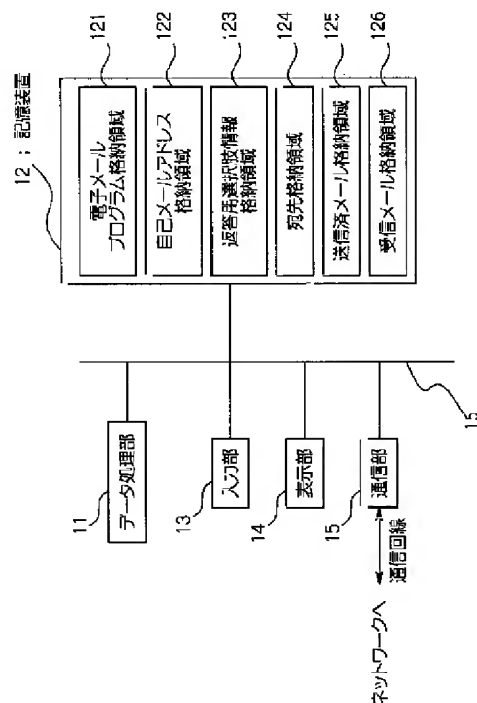 12 ; 記憶装置
電子メール
プログラム格納領域
121
自己メールアドレス
格納領域
122
返答用選択肢情報
格納領域
123
宛先格納領域
124
送信済メール格納領域
125
受信メール格納領域
126
11
データ処理部
13
入力部
14
表示部
15
通信部
通信回線
ネットワークへ
15